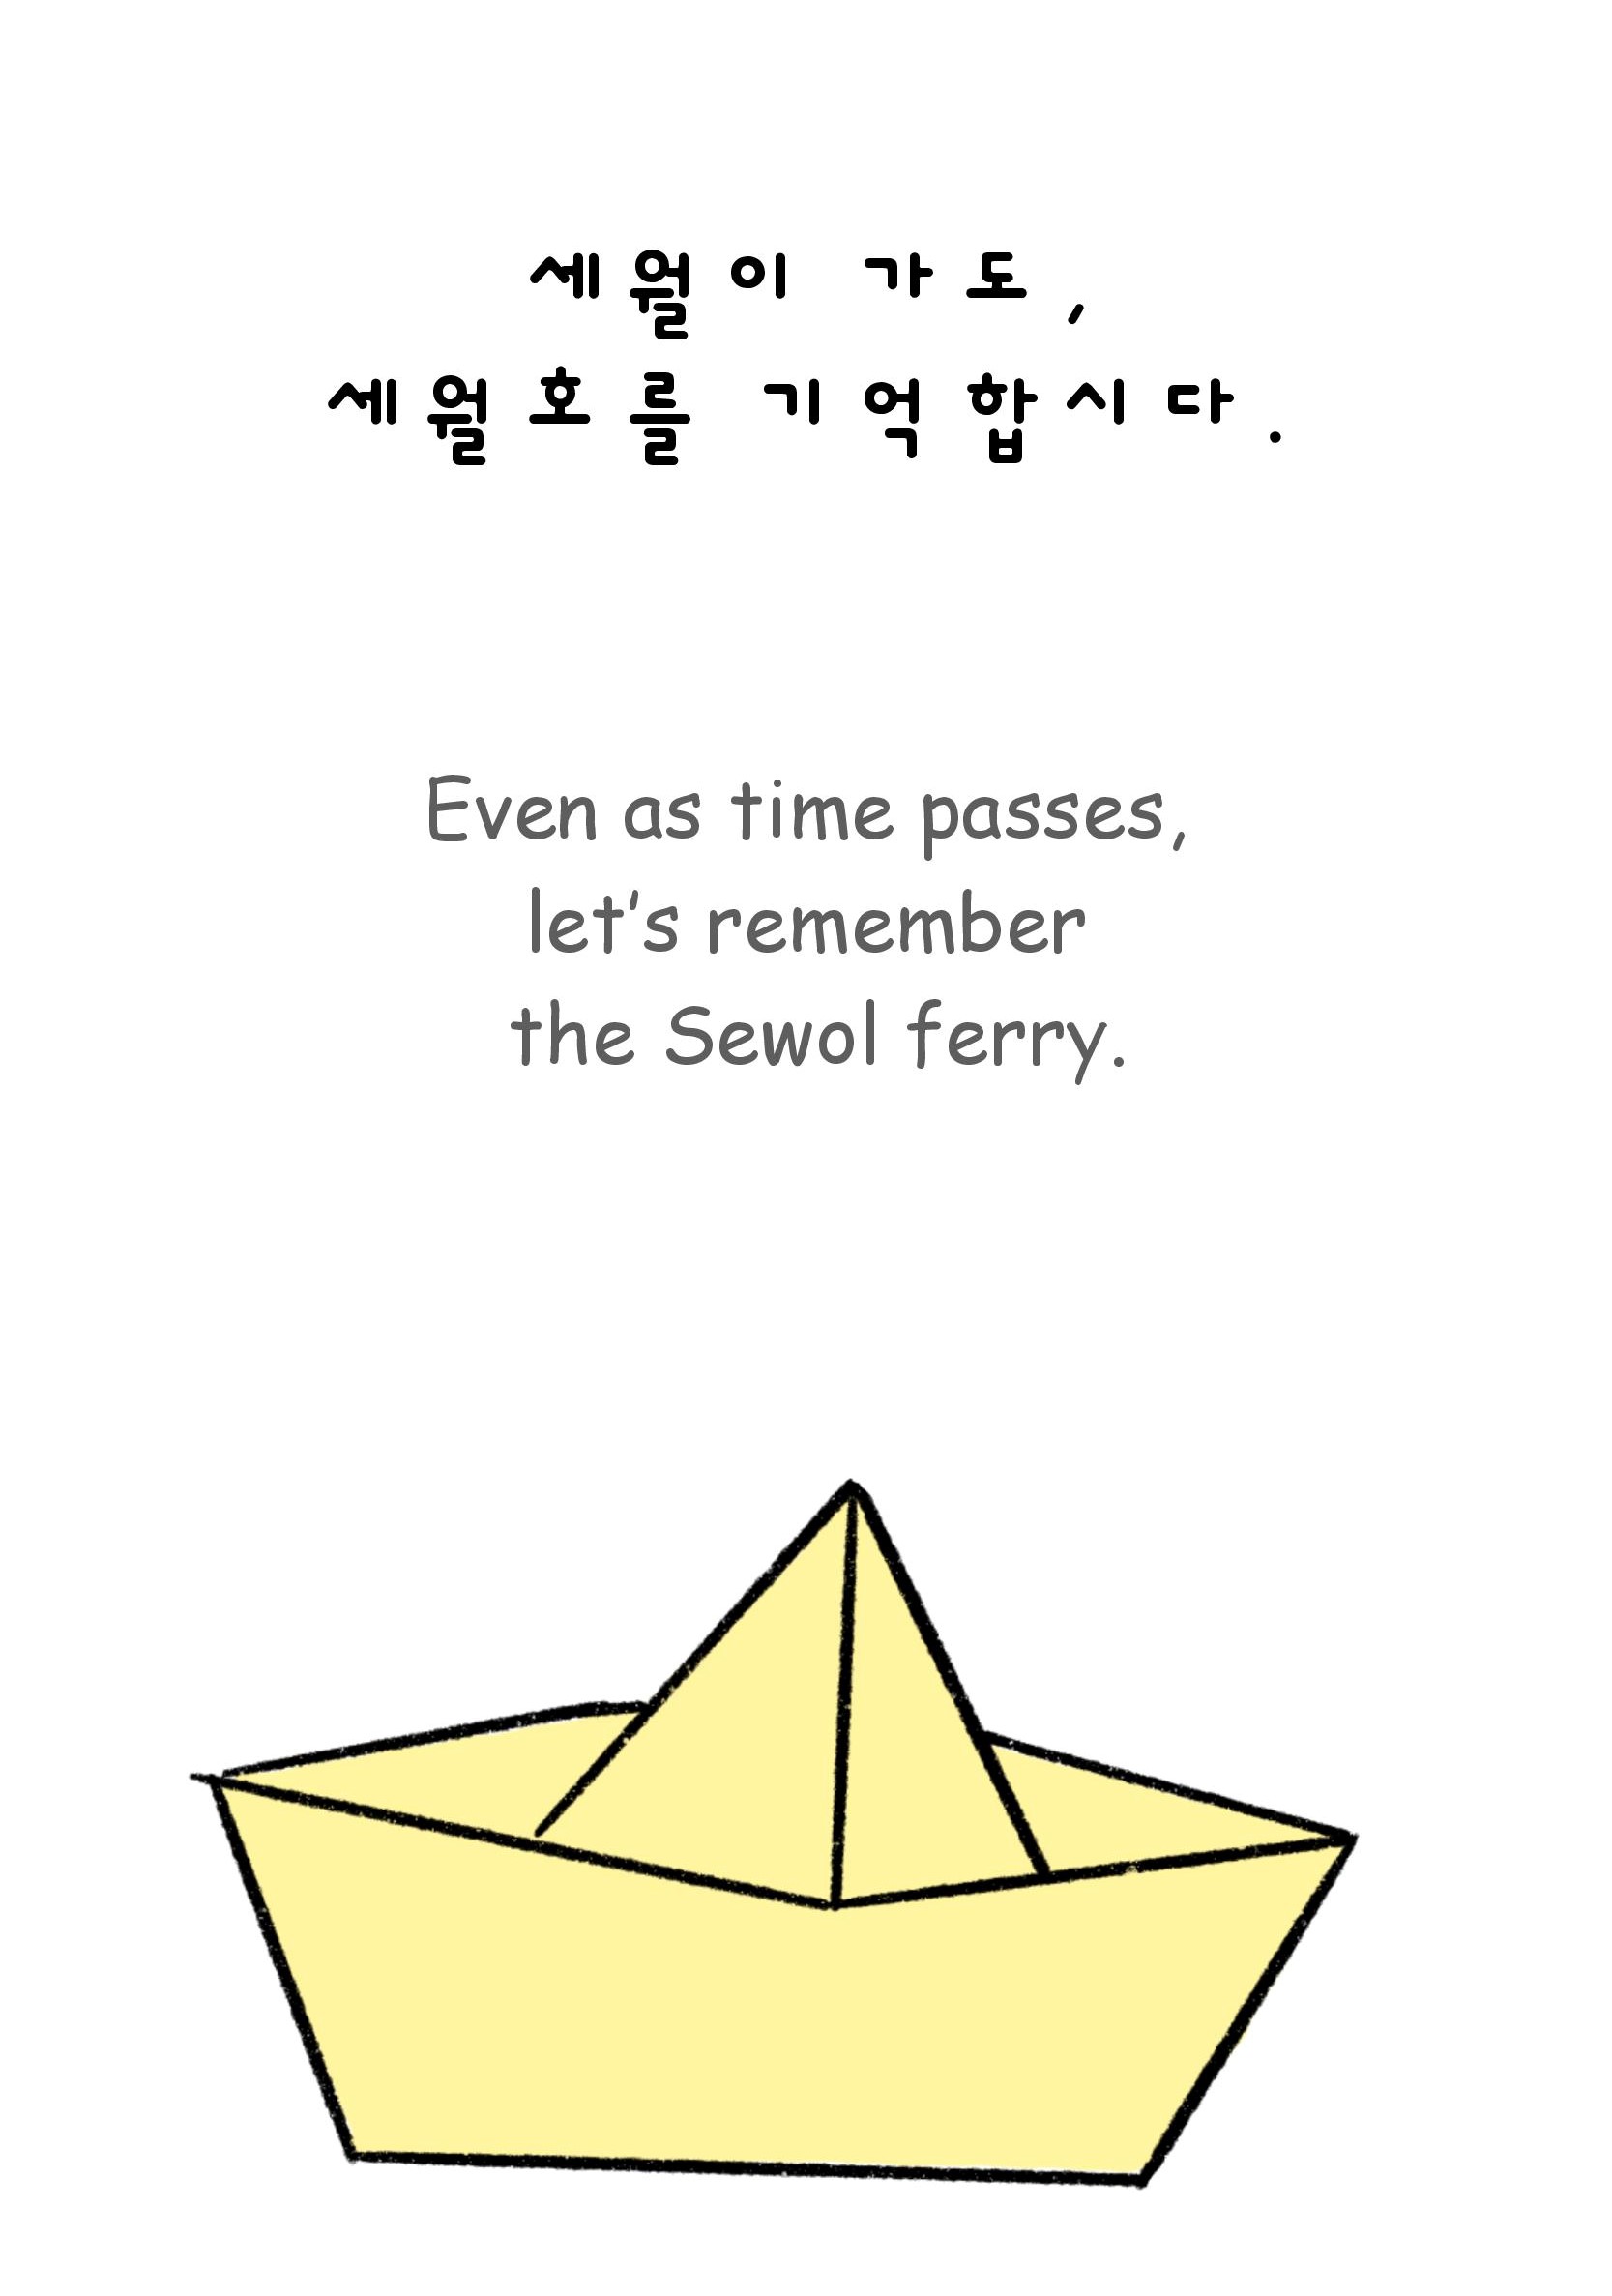 세월이 가도,
세월호를 기억합시다.
Even as time passes,
let’s remember
the Sewol ferry.